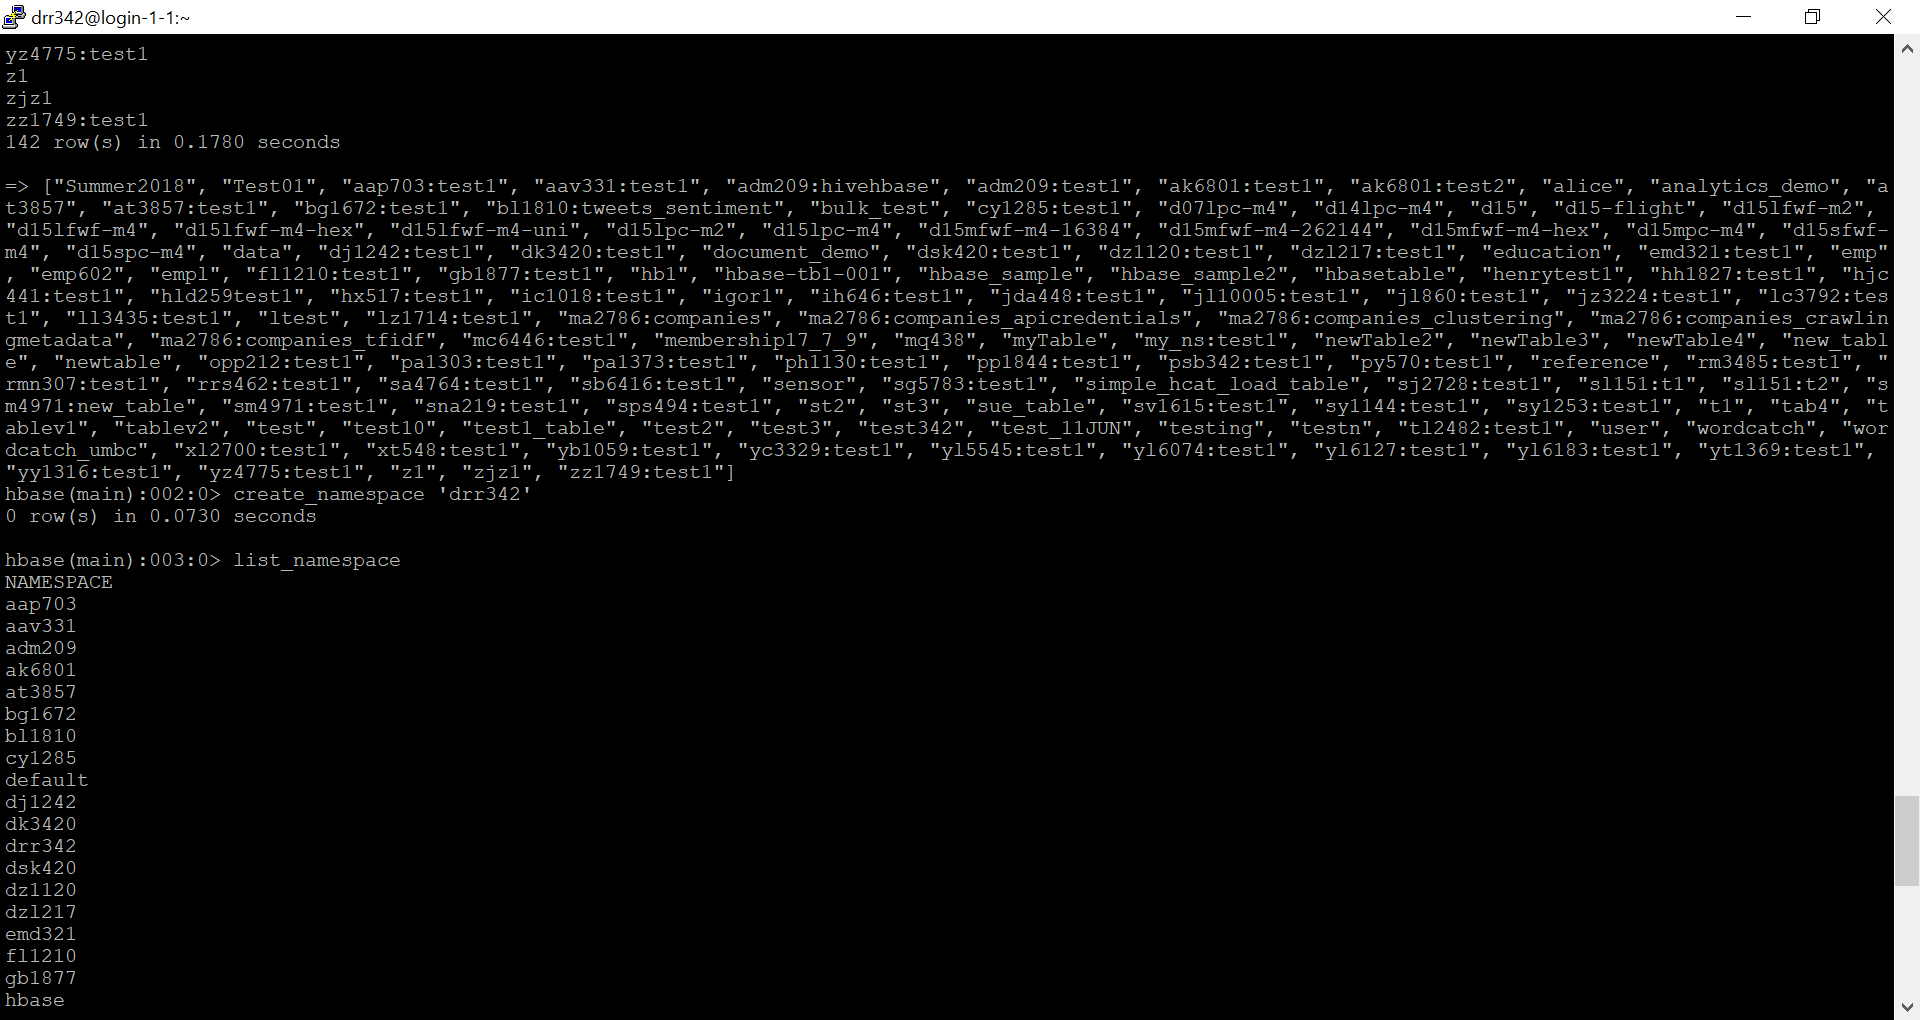 drr342@login-1-1:~
yz4775:test1
z1
zjz1
zz1749:test1
142 row(s) in 0.1780 seconds
=> ["Summer2018", "Test01", "aap703:test1", "aav331:test1", "adm209:hivehbase", "adm209:test1", "ak6801:test1", "ak6801:test2", "alice", "analytics_demo", "a
t3857", "at3857:test1", "bg1672:test1", "bl1810:tweets_sentiment", "bulk_test", "cy1285:test1", "d07lpc-m4", "d14lpc-m4", "d15", "d15-flight", "d15lfwf-m2",
"d15lfwf-m4", "d15lfwf-m4-hex", "d15lfwf-m4-uni", "d15lpc-m2", "d15lpc-m4", "d15mfwf-m4-16384", "d15mfwf-m4-262144", "d15mfwf-m4-hex", "d15mpc-m4", "d15sfwf-
m4", "d15spc-m4", "data", "dj1242:test1", "dk3420:test1", "document_demo", "dsk420:test1", "dz1120:test1", "dzl217:test1", "education", "emd321:test1", "emp"
, "emp602", "empl", "fl1210:test1", "gb1877:test1", "hb1", "hbase-tb1-001", "hbase_sample", "hbase_sample2", "hbasetable", "henrytest1", "hh1827:test1", "hjc
441:test1", "hld259test1", "hx517:test1", "ic1018:test1", "igor1", "ih646:test1", "jda448:test1", "jl10005:test1", "jl860:test1", "jz3224:test1", "lc3792:tes
t1", "ll3435:test1", "ltest", "lz1714:test1", "ma2786:companies", "ma2786:companies_apicredentials", "ma2786:companies_clustering", "ma2786:companies_crawlin
gmetadata", "ma2786:companies_tfidf", "mc6446:test1", "membership17_7_9", "mq438", "myTable", "my_ns:test1", "newTable2", "newTable3", "newTable4", "new_tabl
e", "newtable", "opp212:test1", "pa1303:test1", "pa1373:test1", "ph1130:test1", "pp1844:test1", "psb342:test1", "py570:test1", "reference", "rm3485:test1", "
rmn307:test1", "rrs462:test1", "sa4764:test1", "sb6416:test1", "sensor", "sg5783:test1", "simple_hcat_load_table", "sj2728:test1", "sl151:t1", "sl151:t2", "s
m4971:new_table", "sm4971:test1", "sna219:test1", "sps494:test1", "st2", "st3", "sue_table", "sv1615:test1", "sy1144:test1", "sy1253:test1", "t1", "tab4", "t
ablev1", "tablev2", "test", "test10", "test1_table", "test2", "test3", "test342", "test_11JUN", "testing", "testn", "tl2482:test1", "user", "wordcatch", "wor
dcatch_umbc", "xl2700:test1", "xt548:test1", "yb1059:test1", "yc3329:test1", "yl5545:test1", "yl6074:test1", "yl6127:test1", "yl6183:test1", "yt1369:test1",
"yy1316:test1", "yz4775:test1", "z1", "zjz1", "zz1749:test1"]
hbase(main):002:0> create_namespace 'drr342'
0 row(s) in 0.0730 seconds
hbase(main):003:0> list_namespace
NAMESPACE
aap703
aav331
adm209
ak6801
at3857
bg1672
bl1810
cy1285
default
dj1242
dk3420
drr342
dsk420
dz1120
dzl217
emd321
fl1210
gb1877
hbase